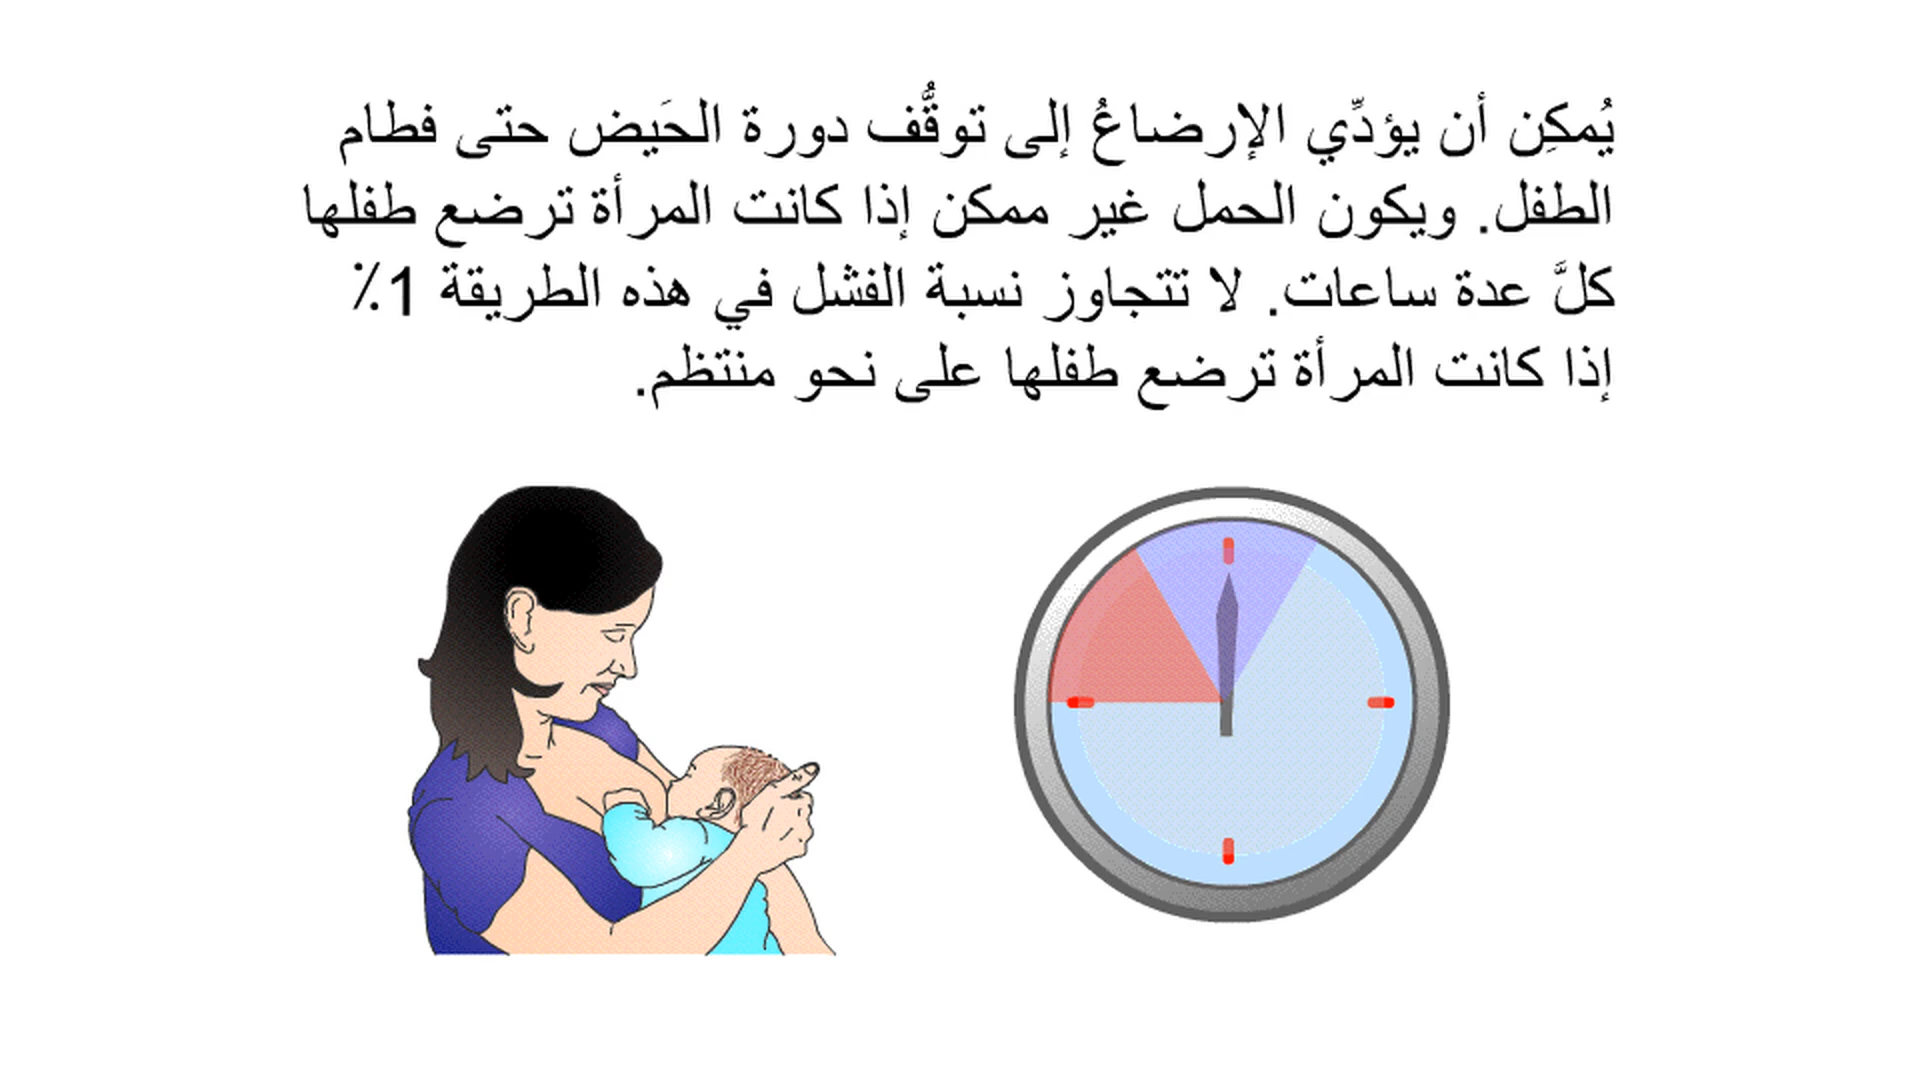 يُمكِن أن يؤدِّي الإرضاعُ إلى توقُّف دورة الحَيض حتى فطام
الطفل. ويكون الحمل غير ممكن إذا كانت المرأة ترضع طفلها
كلَّ عدة ساعات. لا تتجاوز نسبة الفشل في هذه الطريقة 1٪
إذا كانت المرأة ترضع طفلها على نحو منتظم.